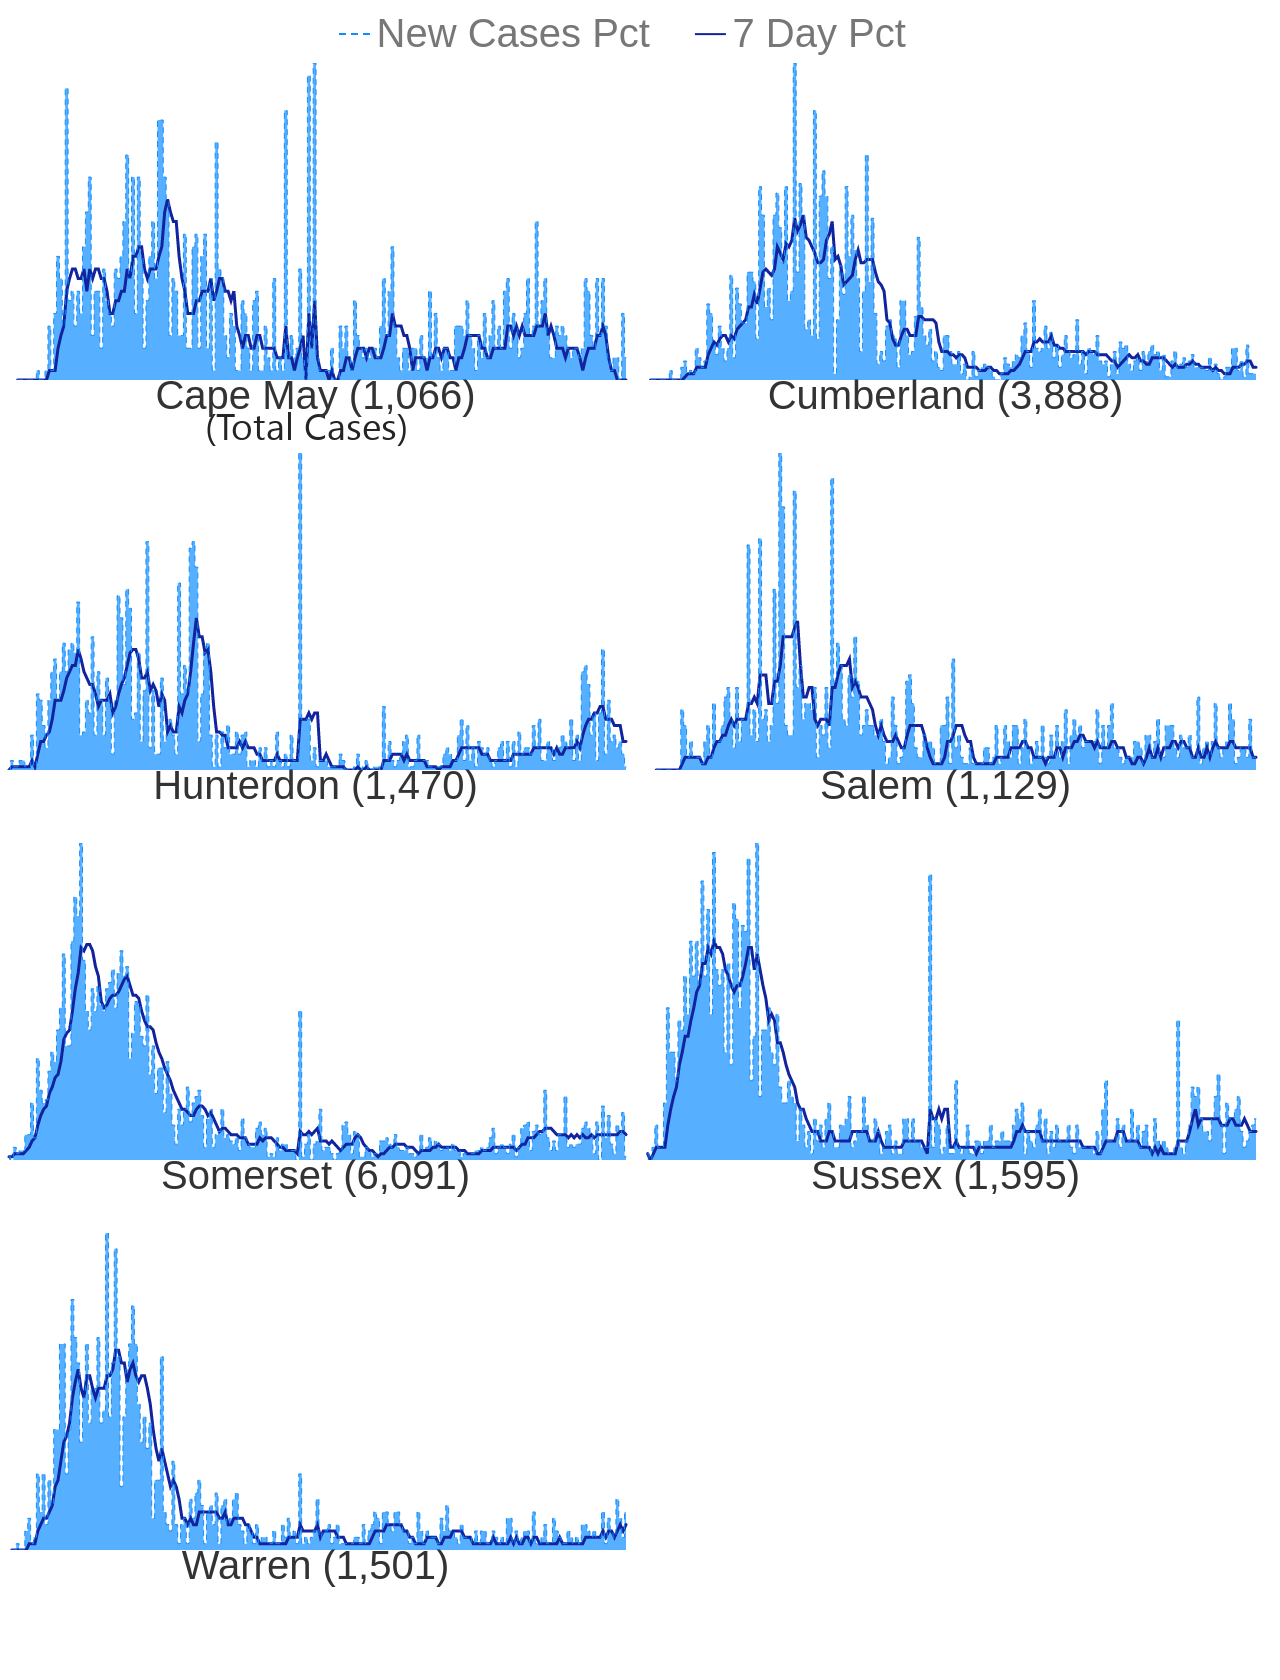 New Cases Pct 7 Day Pct
Cape May (1,066) Cumberland (3,888)
(Total Cases)
Hunterdon (1,470) Salem (1,129)
Somerset (6,091) Sussex (1,595)
Warren (1,501)